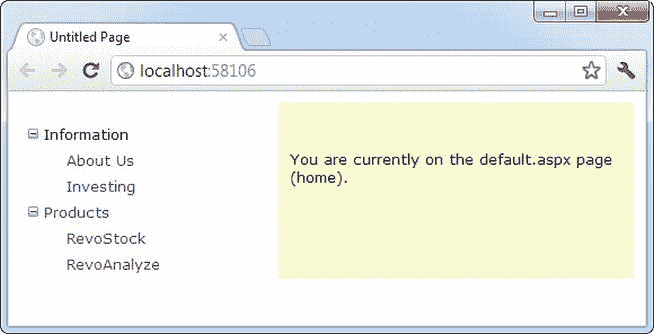 Untitled Page
localhost:58106
Information
About Us
Investing
Products
RevoStock
RevoAnalyze
You are currently on the default.aspx page
(home).